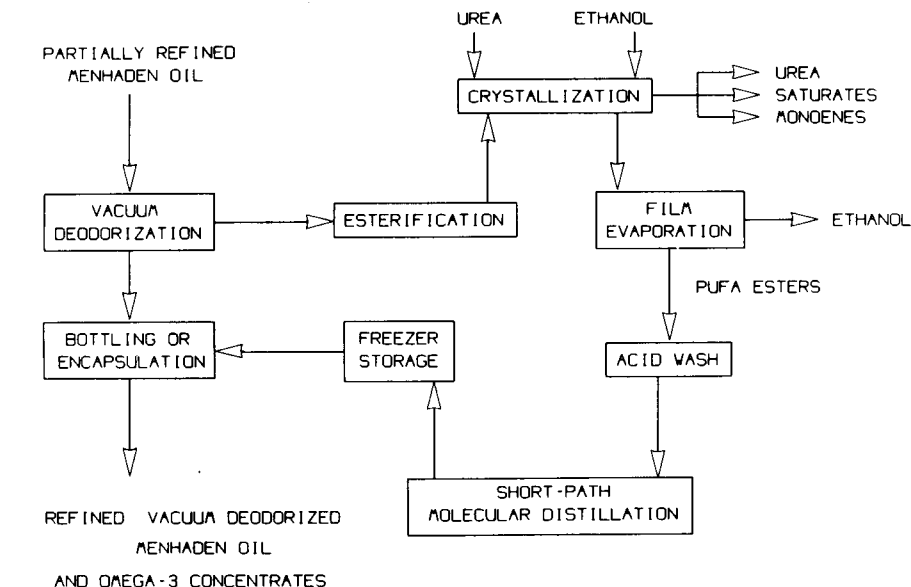 PARTIALLY REFINED
MENHADEN OIL
UREA
ETHANOL
CRYSTALLIZATION
UREA
SATURATES
MONOENES
VACUUM
DEODORIZATION
ESTERIFICATION
FILM
EVAPORATION
ETHANOL
PUFA ESTERS
BOTTLING OR
ENCAPSULATION
FREEZER
STORAGE
ACID WASH
SHORT-PATH
MOLECULAR DISTILLATION
REFINED VACUUM DEODORIZED
MENHADEN OIL
AND OMEGA-3 CONCENTRATES